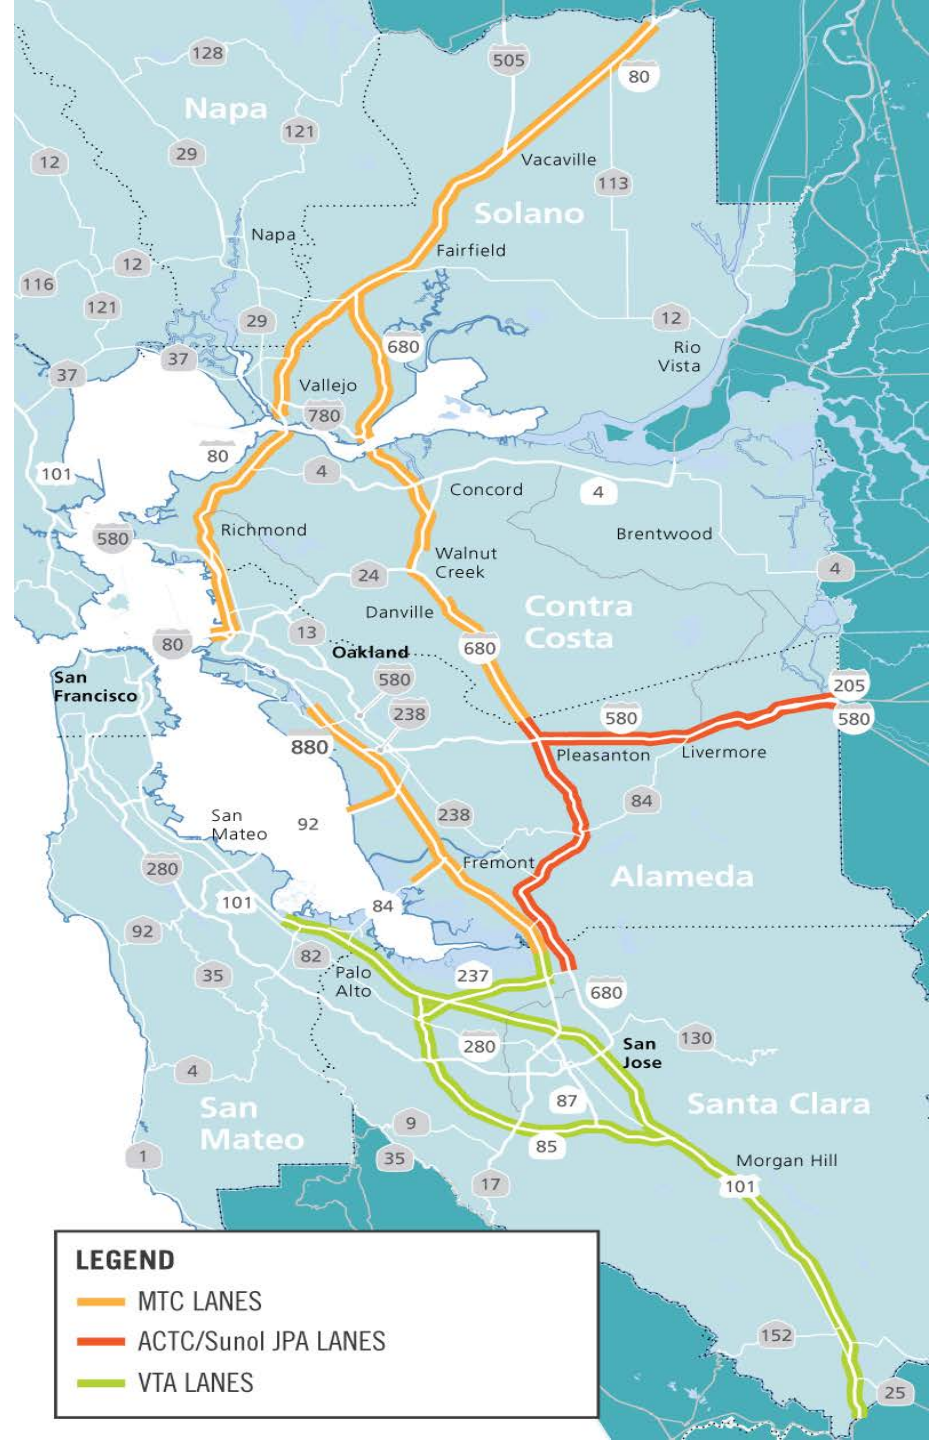 128
505
80
Napa
121
29
12
Vacaville
113
Solano
Napa
Fairfield
12
116
121
29
12
680
Rio
Vista
37
37
Vallejo
780
80
101
4
Concord
4
Richmond
Brentwood
580
Walnut
Creek
4
24
Danville
Contra
Costa
13
80
Oakland
680
San
Francisco
580
205
238
580
580
880
Pleasanton
Livermore
84
San
Mateo
92
238
Fremont
280
Alameda
101
84
92
82
35
Palo
Alto
237
680
280
San
Jose
130
4
87
Santa Clara
San
Mateo
9
85
1
35
Morgan Hill
17
101
LEGEND
MTC LANES
ACTC/Sunol JPA LANES
VTA LANES
152
25